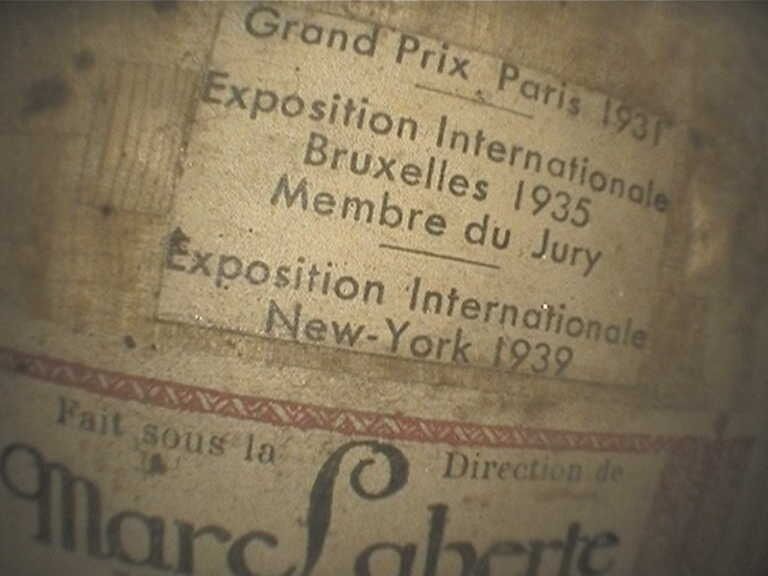 Grand Prix Paris 1931
Exposition Internationale
Bruxelles 1935
Membre du Jury
Exposition Internationale
New-York 1939
Fait sous la Direction de
Marc Laberte